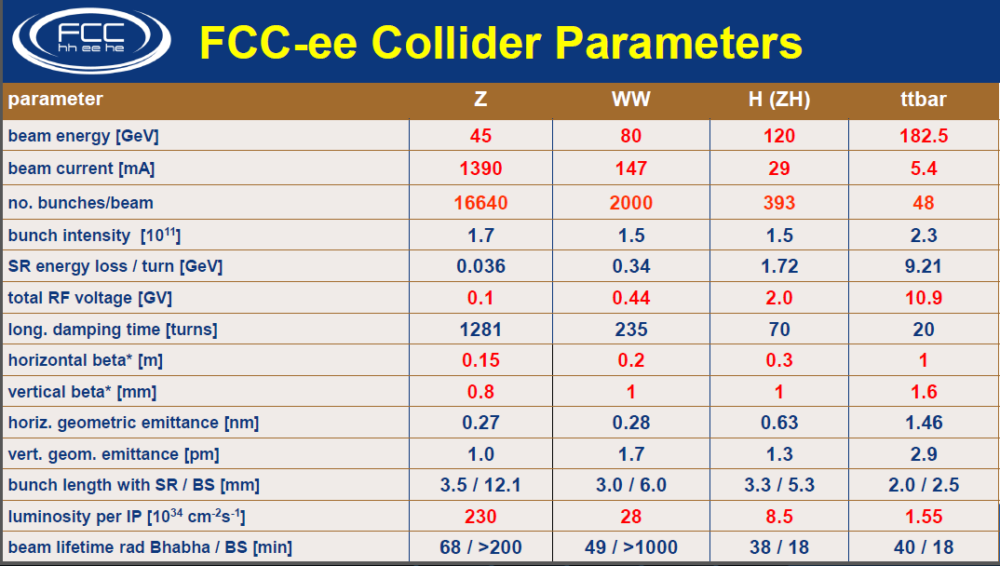 FCC
hh ee he
FCC-ee Collider Parameters
parameter Z WW H (ZH) ttbar
beam energy [GeV] 45 80 120 182.5
beam current [mA] 1390 147 29 5.4
no. bunches/beam 16640 2000 393 48
bunch intensity [10¹¹] 1.7 1.5 1.5 2.3
SR energy loss / turn [GeV] 0.036 0.34 1.72 9.21
total RF voltage [GV] 0.1 0.44 2.0 10.9
long. damping time [turns] 1281 235 70 20
horizontal beta* [m] 0.15 0.2 0.3 1
vertical beta* [mm] 0.8 1 1 1.6
horiz. geometric emittance [nm] 0.27 0.28 0.63 1.46
vert. geom. emittance [pm] 1.0 1.7 1.3 2.9
bunch length with SR / BS [mm] 3.5 / 12.1 3.0 / 6.0 3.3 / 5.3 2.0 / 2.5
luminosity per IP [10³⁴ cm⁻²s⁻¹] 230 28 8.5 1.55
beam lifetime rad Bhabha / BS [min] 68 / >200 49 / >1000 38 / 18 40 / 18